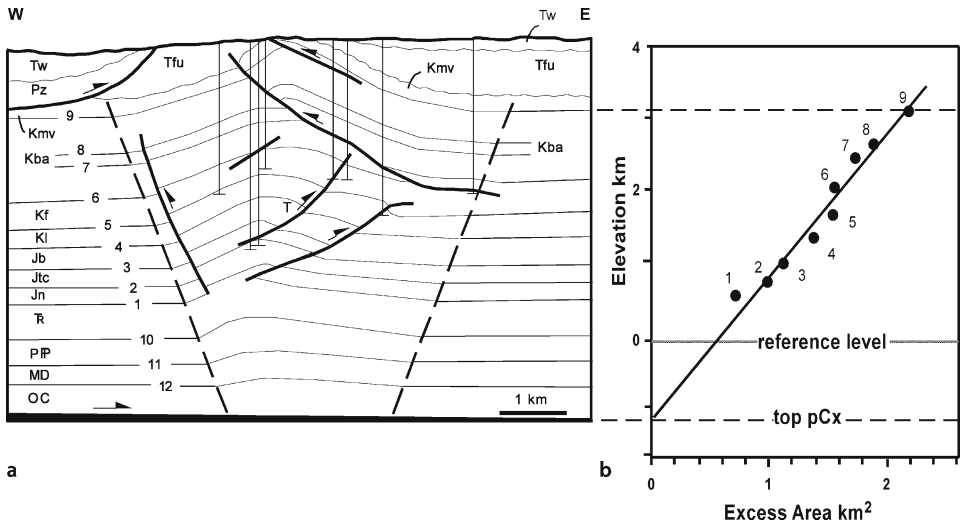 W
Tw
E
Tw
Tfu
Kmv
Tfu
Pz
Kmv
9
Kba
8
7
Kba
6
Kf
5
T
Kl
4
Jb
3
Jtc
2
Jn
1
TR
10
PIP
11
MD
12
OC
1 km
a
4
2
0
Elevation km
9
8
7
6
5
4
3
2
1
reference level
top pCx
0 1 2
Excess Area km²
b